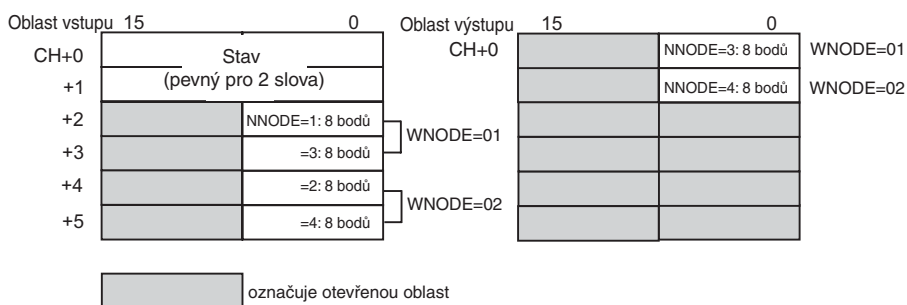 Oblast vstupu 15 0
CH+0 Stav
+1 (pevný pro 2 slova)
+2 NNODE=1: 8 bodů
+3 =3: 8 bodů
WNODE=01
+4 =2: 8 bodů
+5 =4: 8 bodů
WNODE=02
Oblast výstupu 15 0
CH+0 NNODE=3: 8 bodů WNODE=01
NNODE=4: 8 bodů WNODE=02
označuje otevřenou oblast